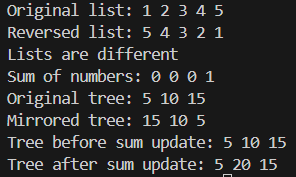 Original list: 1 2 3 4 5
Reversed list: 5 4 3 2 1
Lists are different
Sum of numbers: 0 0 0 1
Original tree: 5 10 15
Mirrored tree: 15 10 5
Tree before sum update: 5 10 15
Tree after sum update: 5 20 15